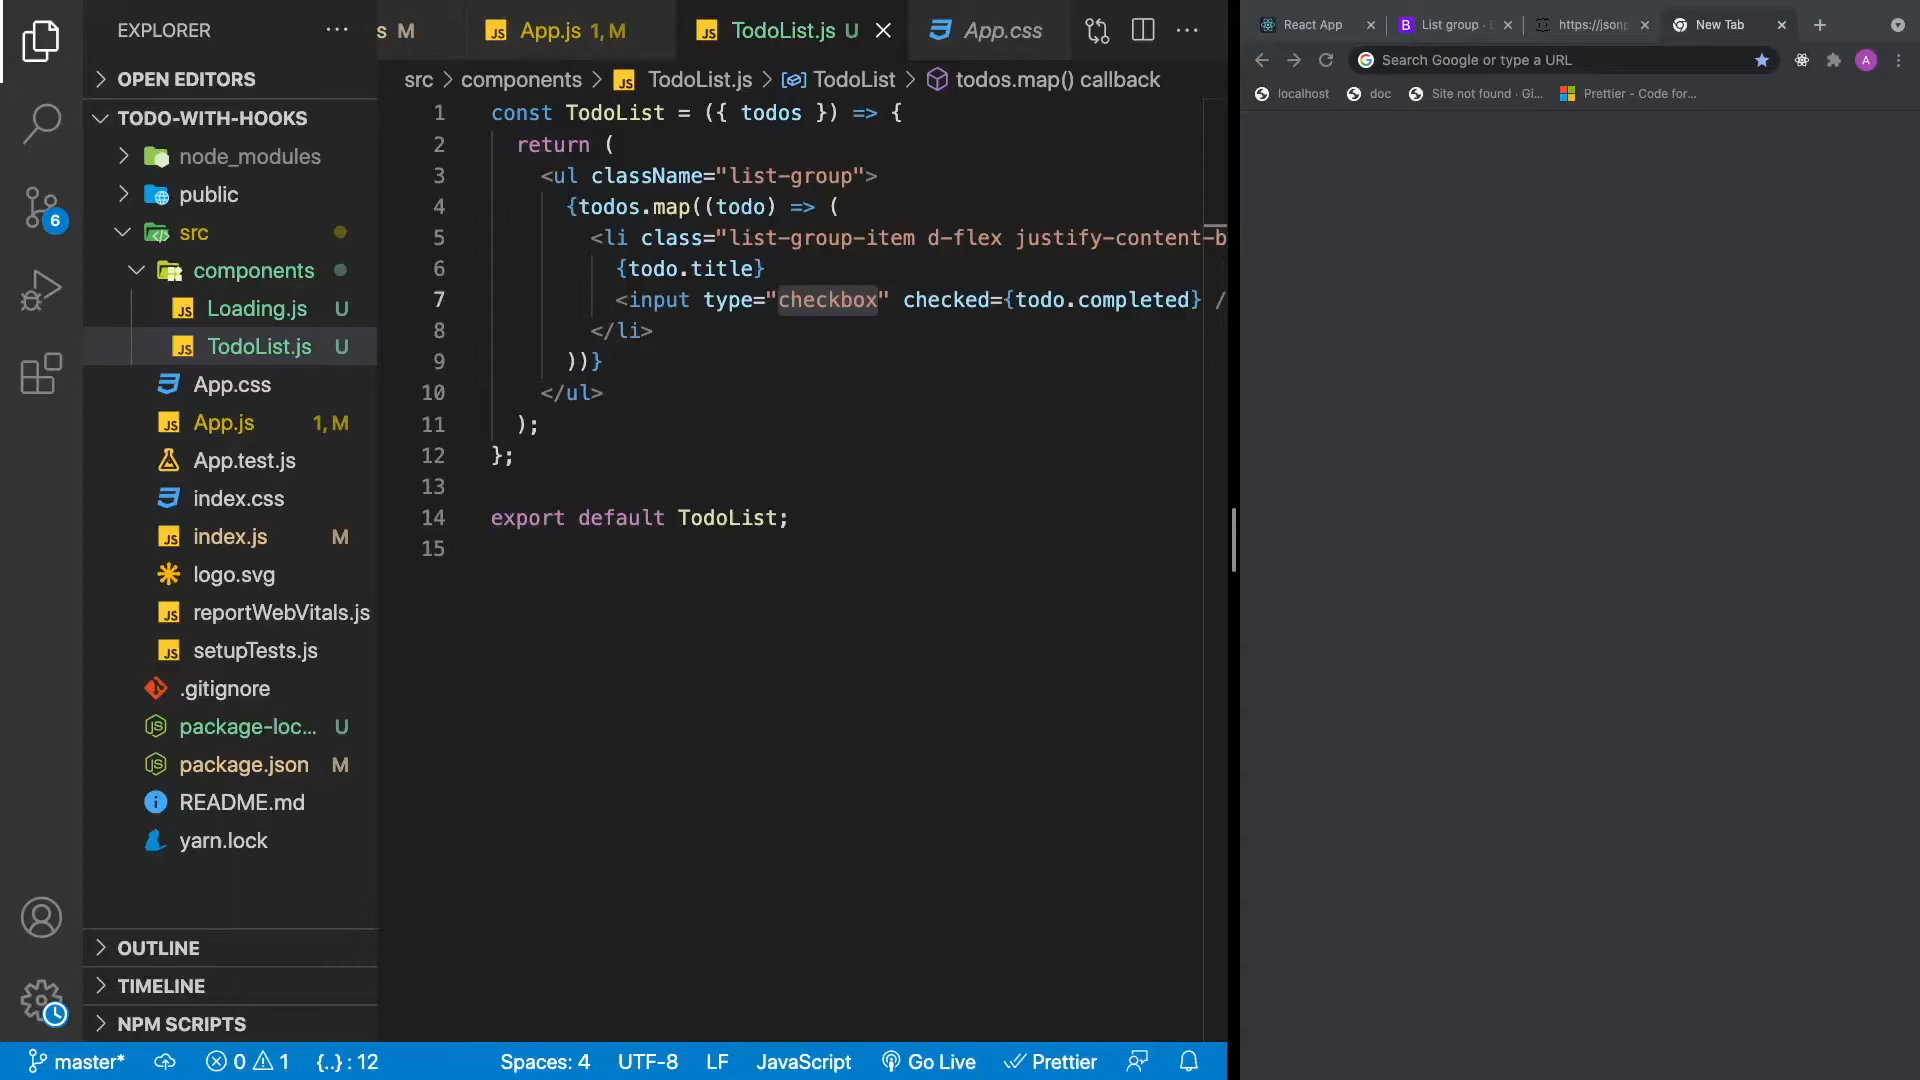 EXPLORER
OPEN EDITORS
TODO-WITH-HOOKS
node_modules
public
src
components
Loading.js U
TodoList.js U
App.css
App.js 1, M
App.test.js
index.css
index.js M
logo.svg
reportWebVitals.js
setupTests.js
.gitignore
package-loc... U
package.json M
README.md
yarn.lock
OUTLINE
TIMELINE
NPM SCRIPTS
s M
App.js 1, M
TodoList.js U
App.css
src > components > TodoList.js > TodoList > todos.map() callback
1 const TodoList = ({ todos }) => {
2 return (
3 <ul className="list-group">
4 {todos.map((todo) => (
5 <li class="list-group-item d-flex justify-content-b
6 {todo.title}
7 <input type="checkbox" checked={todo.completed} /
8 </li>
9 ))}
10 </ul>
11 );
12 };
13
14 export default TodoList;
15
React App
List group - 
https://jsonp
New Tab
Search Google or type a URL
A
localhost
doc
Site not found · Gi...
Prettier - Code for...
6
master* 0 1 {..} : 12 Spaces: 4 UTF-8 LF JavaScript Go Live Prettier